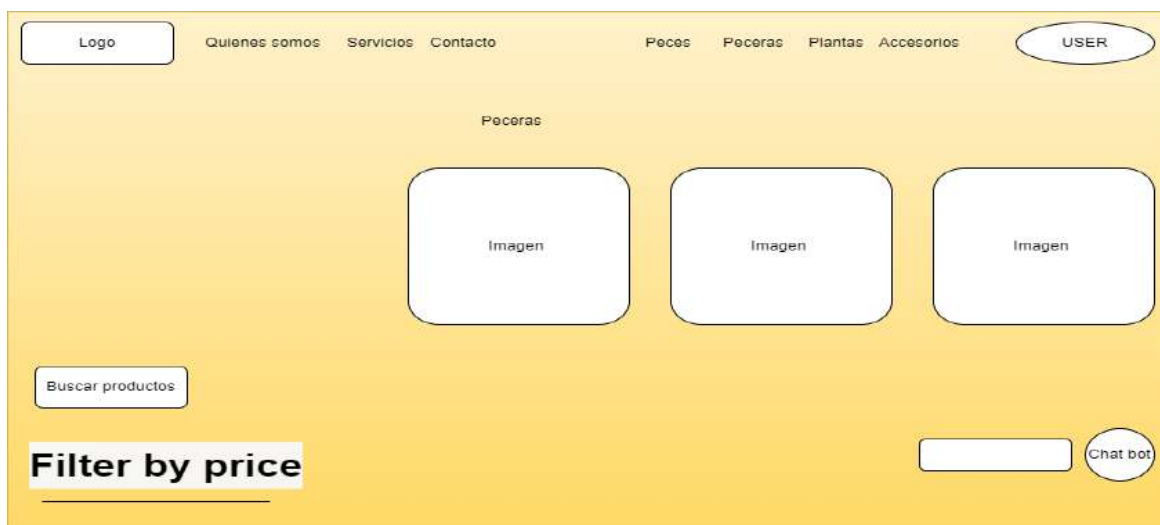 Logo
Quienes somos
Servicios
Contacto
Peces
Peceras
Plantas
Accesorios
USER
Peceras
Imagen
Imagen
Imagen
Buscar productos
Filter by price
Chat bot